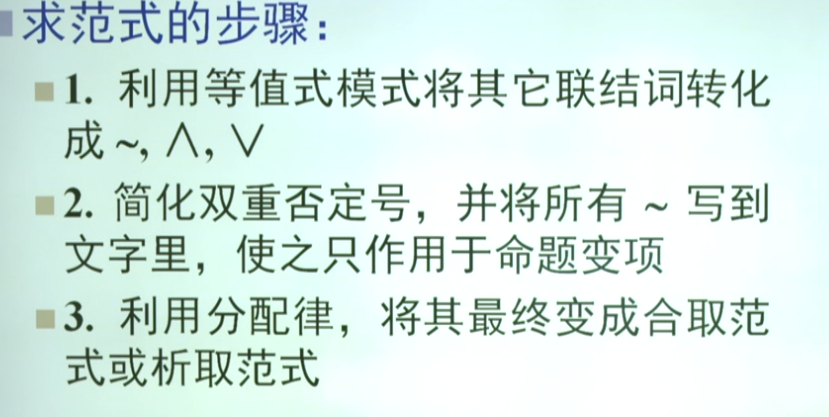 求范式的步骤：
1. 利用等值式模式将其它联结词转化
成 ~, ∧, ∨
2. 简化双重否定号，并将所有 ~ 写到
文字里，使之只作用于命题变项
3. 利用分配律，将其最终变成合取范
式或析取范式